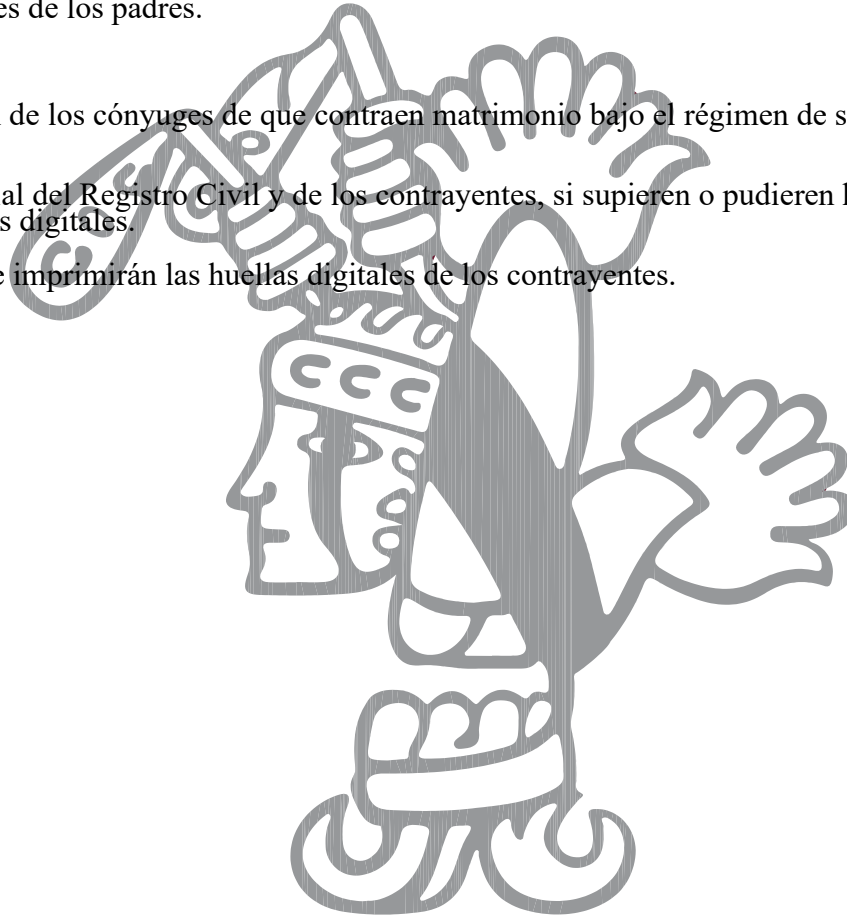 es de los padres.
de los cónyuges de que contraen matrimonio bajo el régimen de s
al del Registro Civil y de los contrayentes, si supieren o pudieren
s digitales.
imprimirán las huellas digitales de los contrayentes.